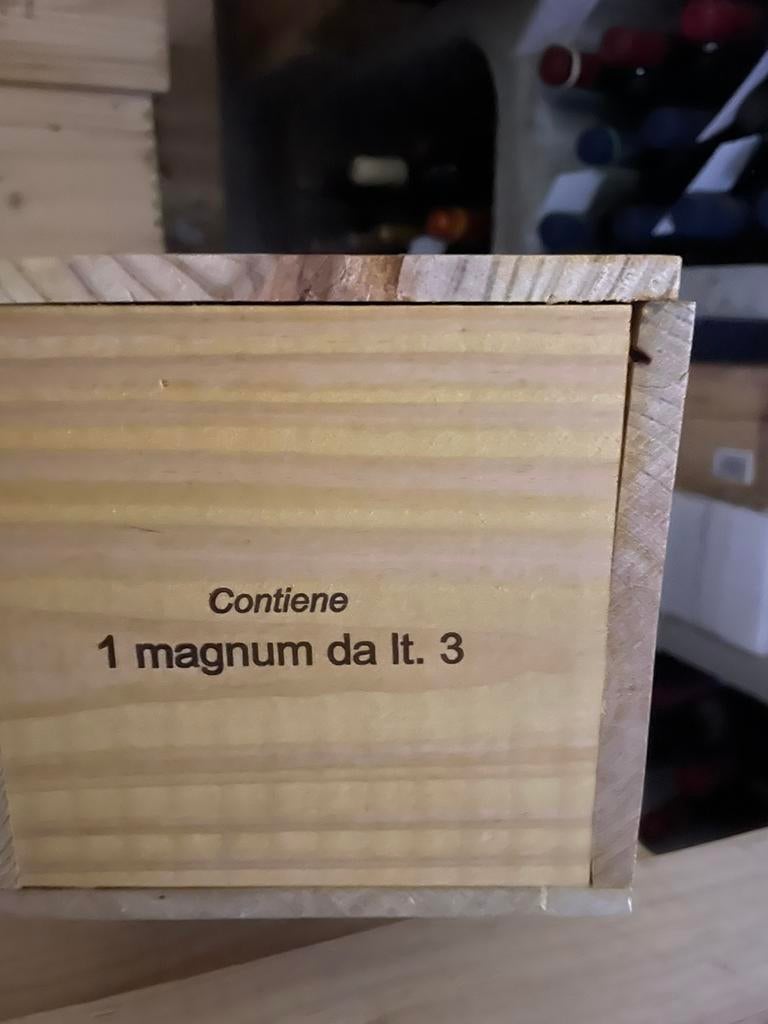 Contiene
1 magnum da lt. 3